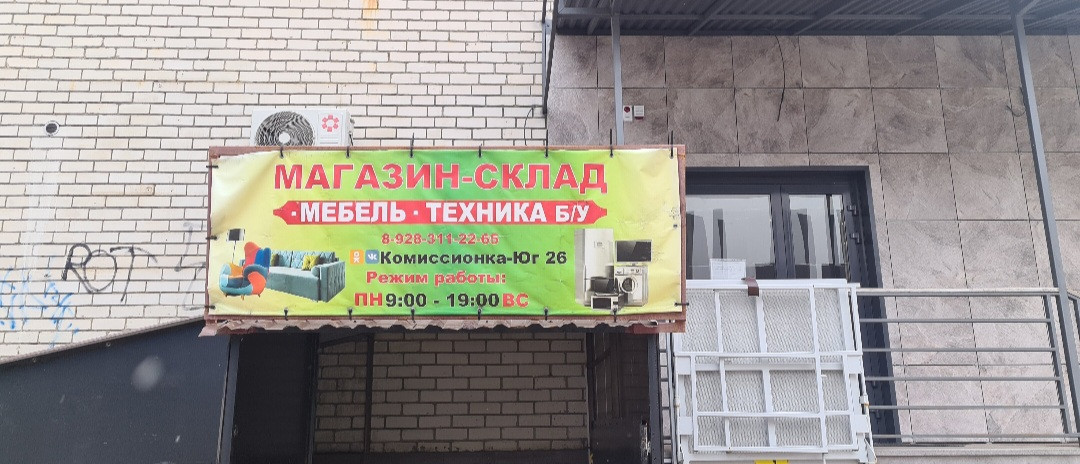 МАГАЗИН-СКЛАД
·МЕБЕЛЬ · ТЕХНИКА Б/У
8-928-311-22-65
Комиссионка-Юг 26
Режим работы:
ПН 9:00 - 19:00 ВС
ROT